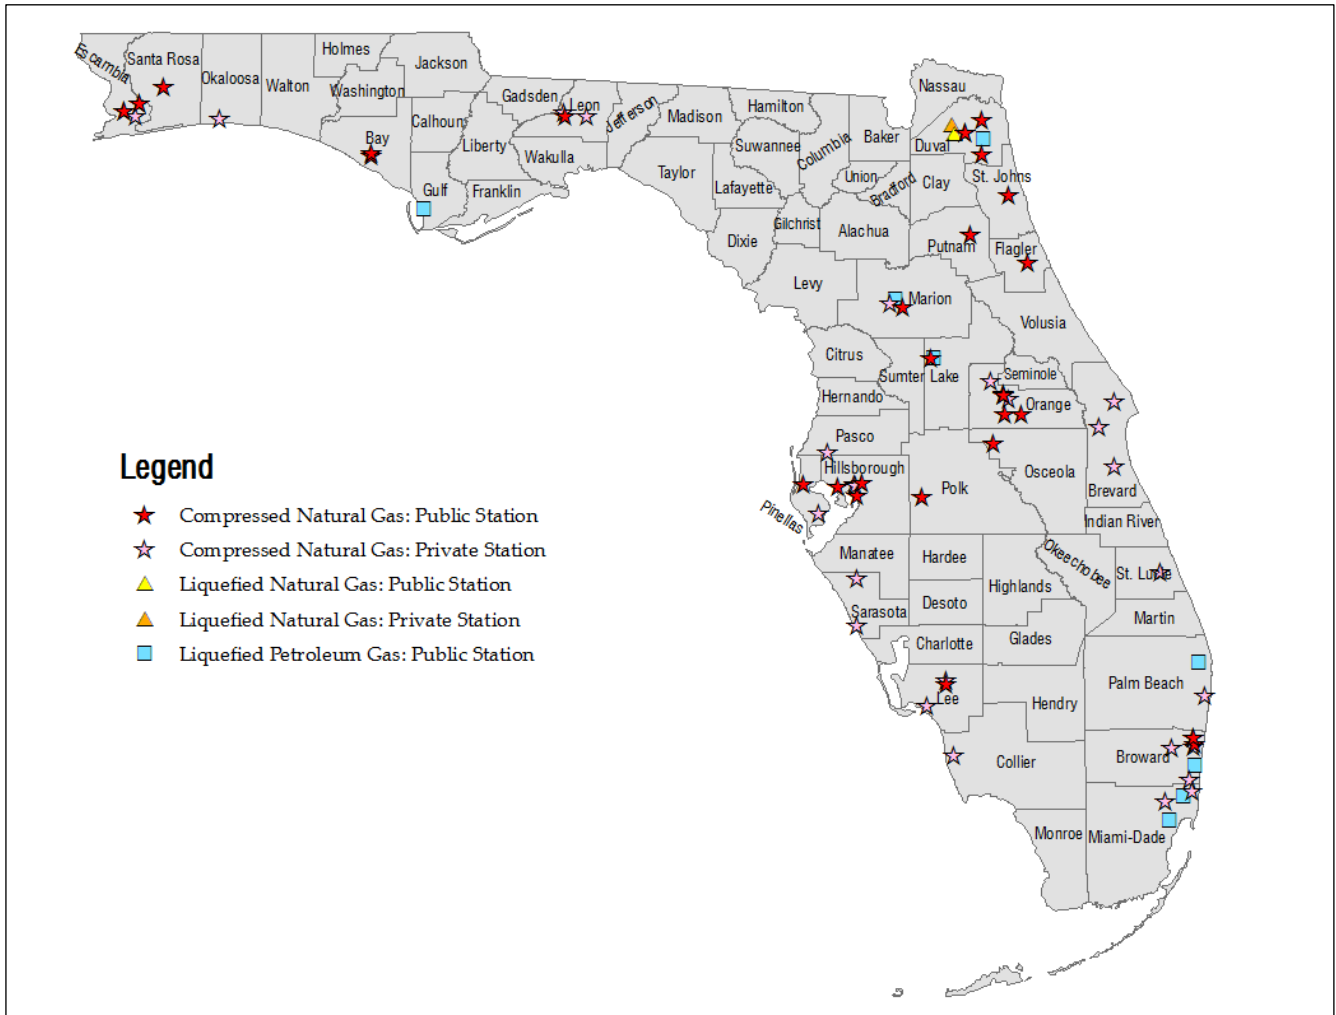 Escambia
Santa Rosa
Okaloosa
Walton
Holmes
Washington
Jackson
Bay
Calhoun
Gulf
Liberty
Gadsden
Franklin
Leon
Wakulla
Jefferson
Madison
Taylor
Hamilton
Suwannee
Lafayette
Dixie
Columbia
Gilchrist
Baker
Union
Bradford
Alachua
Nassau
Duval
Clay
St. Johns
Putnam
Flagler
Levy
Marion
Volusia
Citrus
Sumter
Lake
Seminole
Orange
Hernando
Pasco
Hillsborough
Pinellas
Polk
Osceola
Brevard
Indian River
Manatee
Hardee
Okeechobee
St. Lucie
Highlands
Desoto
Sarasota
Martin
Charlotte
Glades
Palm Beach
Lee
Hendry
Collier
Broward
Monroe
Miami-Dade
Legend
Compressed Natural Gas: Public Station
Compressed Natural Gas: Private Station
Liquefied Natural Gas: Public Station
Liquefied Natural Gas: Private Station
Liquefied Petroleum Gas: Public Station